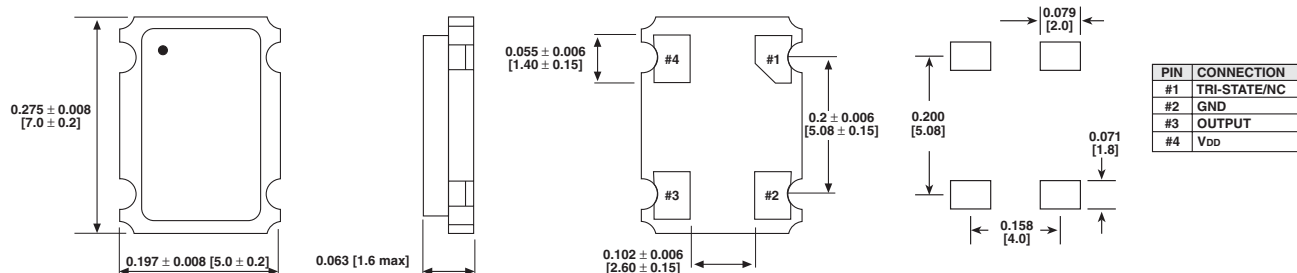 0.275 ± 0.008
[7.0 ± 0.2]
0.197 ± 0.008 [5.0 ± 0.2]
0.063 [1.6 max]
0.055 ± 0.006
[1.40 ± 0.15]
#4
#1
#3
#2
0.2 ± 0.006
[5.08 ± 0.15]
0.102 ± 0.006
[2.60 ± 0.15]
0.079
[2.0]
0.200
[5.08]
0.071
[1.8]
0.158
[4.0]
PIN CONNECTION
#1 TRI-STATE/NC
#2 GND
#3 OUTPUT
#4 VDD